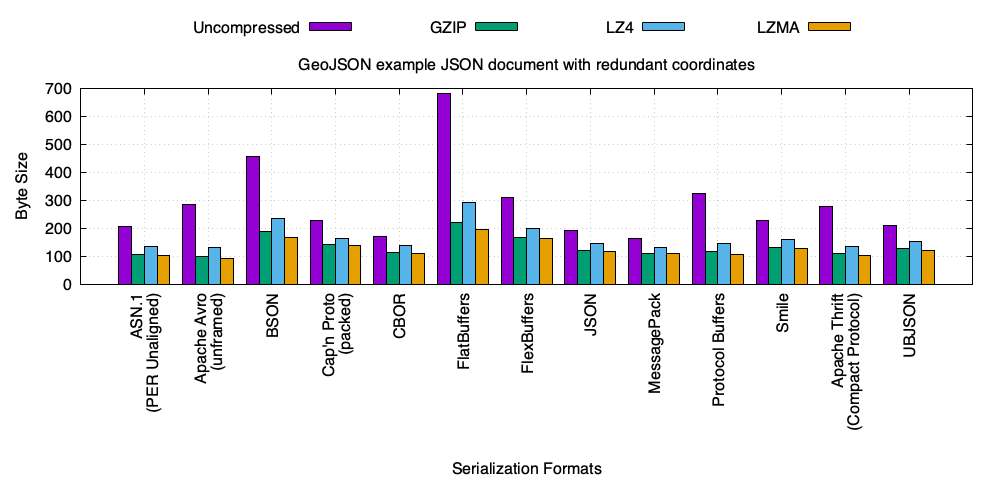 Uncompressed GZIP LZ4 LZMA
GeoJSON example JSON document with redundant coordinates
Byte Size
700
600
500
400
300
200
100
0
ASN.1
(PER Unaligned)
Apache Avro
(unframed)
BSON
Cap'n Proto
(packed)
CBOR
FlatBuffers
FlexBuffers
JSON
MessagePack
Protocol Buffers
Smile
Apache Thrift
(Compact Protocol)
UBJSON
Serialization Formats